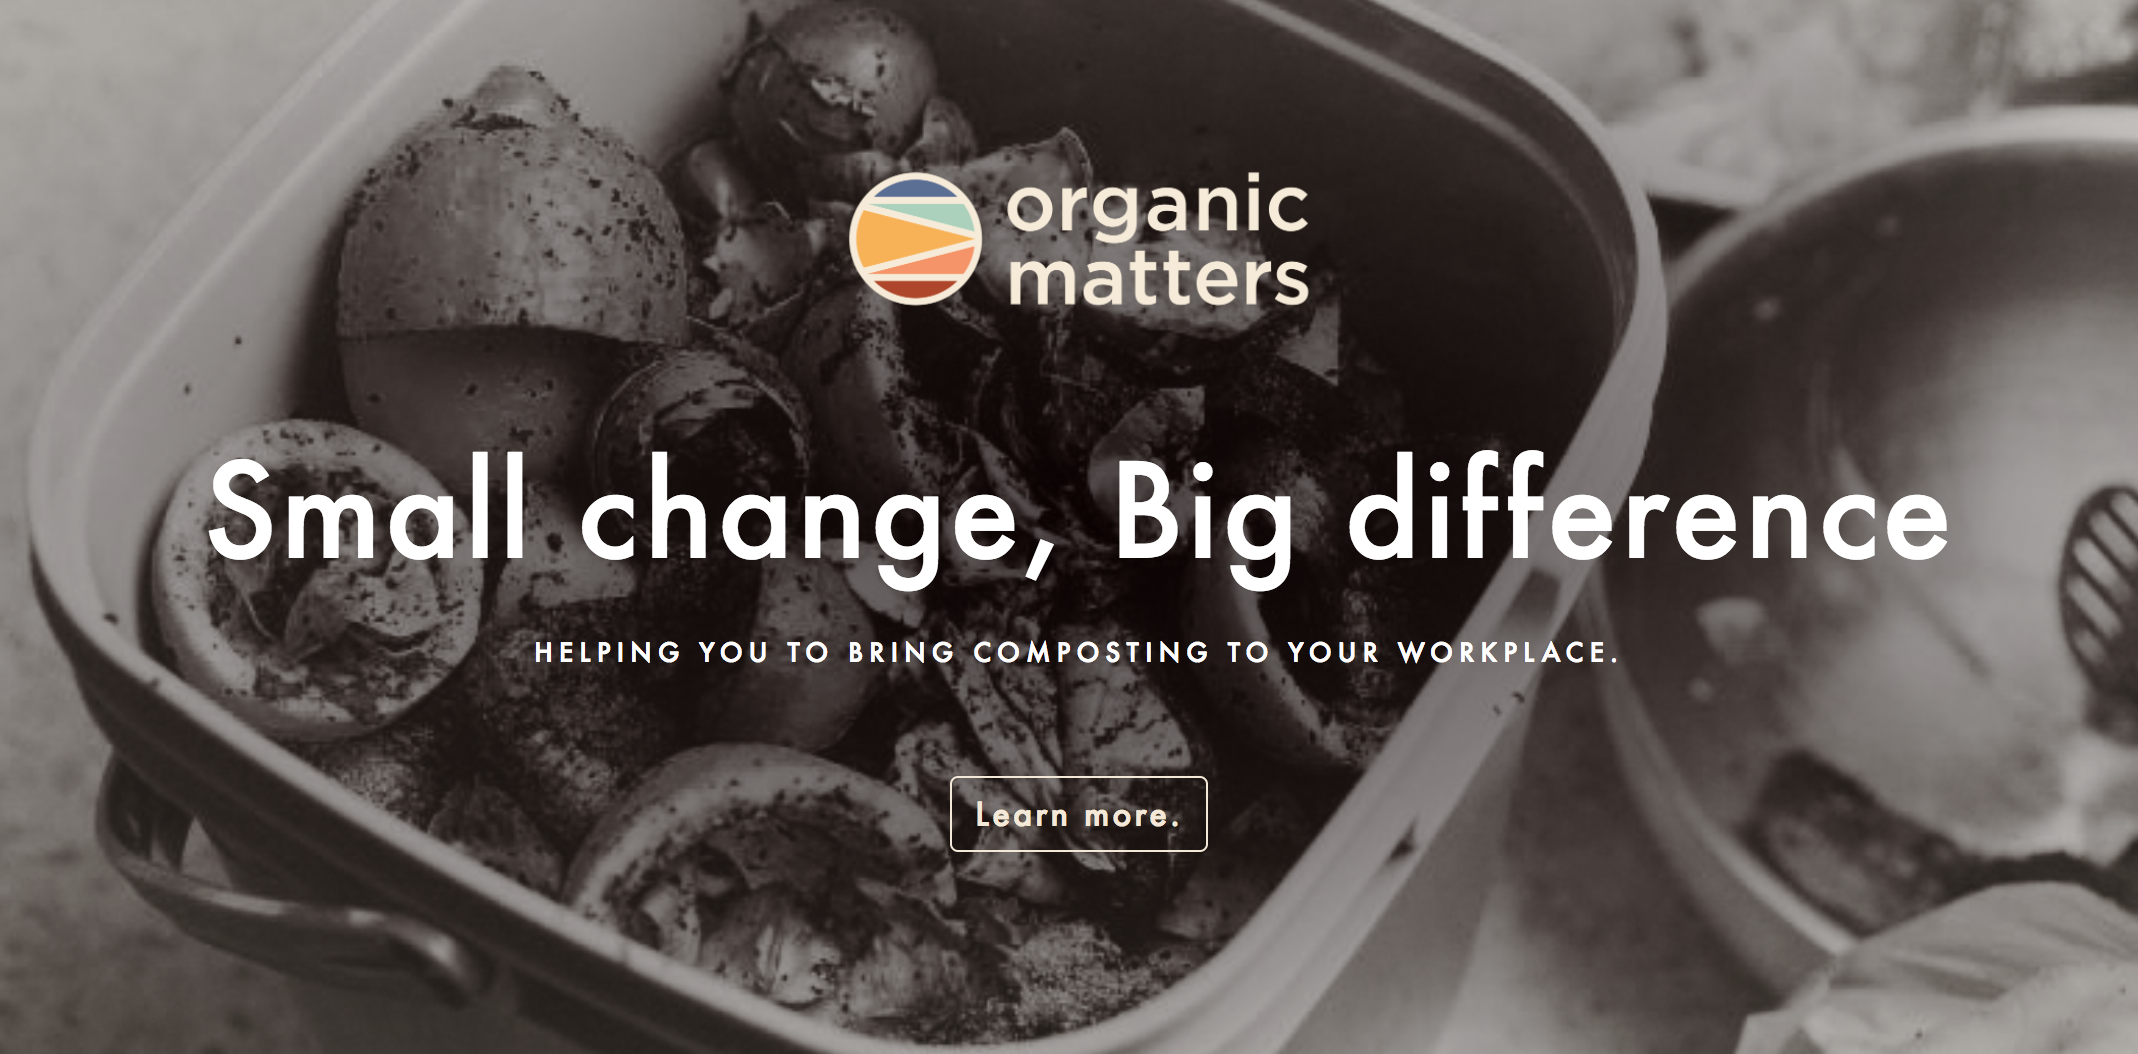 organic
matters
Small change, Big difference
HELPING YOU TO BRING COMPOSTING TO YOUR WORKPLACE.
Learn more.